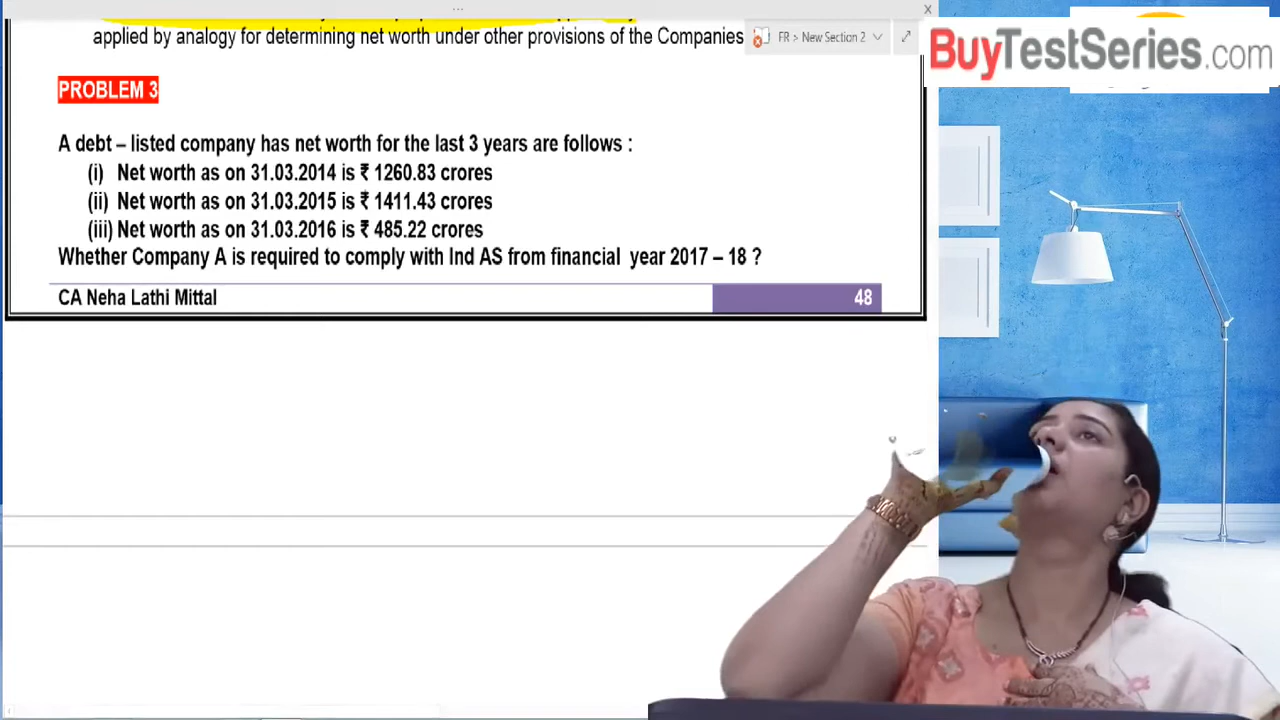 applied by analogy for determining net worth under other provisions of the Companies
FR > New Section 2
BuyTestSeries.com
PROBLEM 3
A debt – listed company has net worth for the last 3 years are follows :
(i) Net worth as on 31.03.2014 is ₹ 1260.83 crores
(ii) Net worth as on 31.03.2015 is ₹ 1411.43 crores
(iii) Net worth as on 31.03.2016 is ₹ 485.22 crores
Whether Company A is required to comply with Ind AS from financial year 2017 – 18 ?
CA Neha Lathi Mittal 48